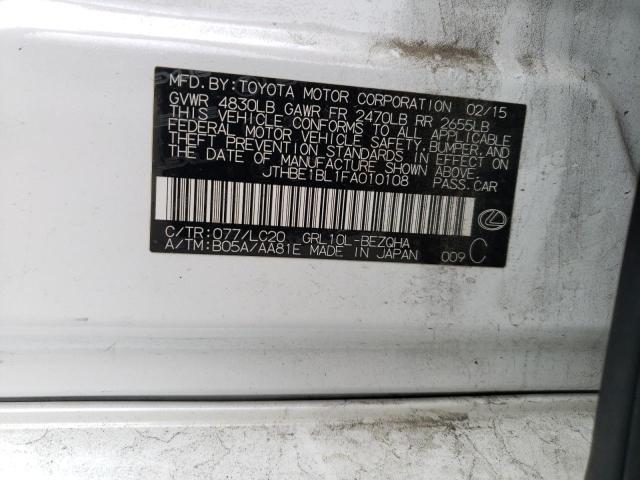 MFD.BY:TOYOTA MOTOR CORPORATION 02/15
GVWR 4830LB GAWR FR 2470LB RR 2655LB
THIS VEHICLE CONFORMS TO ALL APPLICABLE
FEDERAL MOTOR VEHICLE SAFETY,BUMPER,AND
THEFT PREVENTION STANDARDS IN EFFECT ON
THE DATE OF MANUFACTURE SHOWN ABOVE.
JTHBE1BL1FA010108 PASS.CAR
C/TR:077/LC20 GRL10L-BEZQHA
A/TM:B05A/AA81E MADE IN JAPAN 009 C